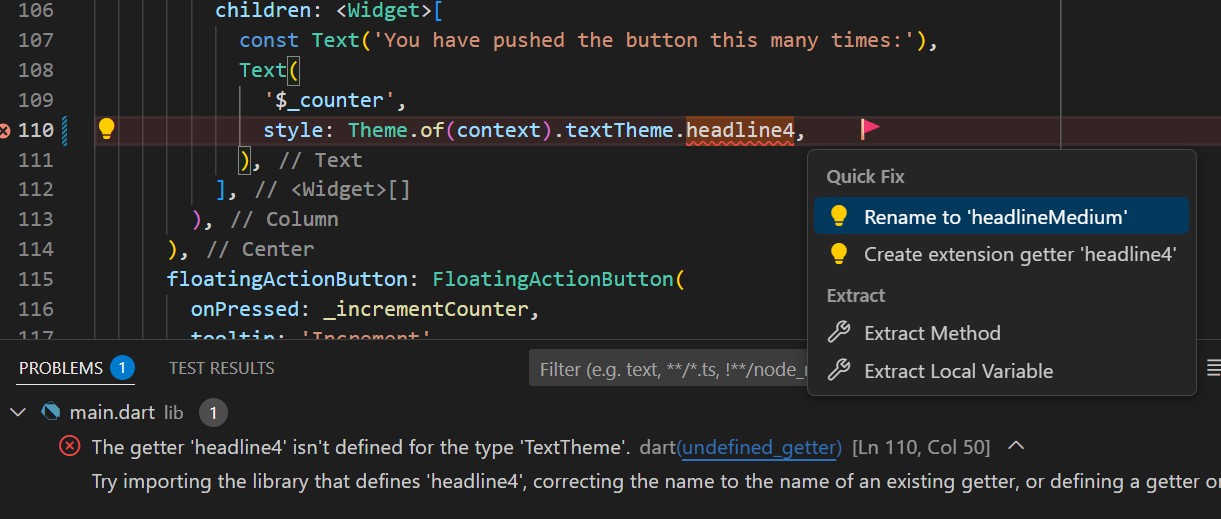 106 children: <Widget>[
107 const Text('You have pushed the button this many times:'),
108 Text(
109 '$_counter',
110 style: Theme.of(context).textTheme.headline4,
111 ), // Text
112 ], // <Widget>[]
113 ), // Column
114 ), // Center
115 floatingActionButton: FloatingActionButton(
116 onPressed: _incrementCounter,
117 tooltip: 'Increment'
Quick Fix
Rename to 'headlineMedium'
Create extension getter 'headline4'
Extract
Extract Method
Extract Local Variable
PROBLEMS 1 TEST RESULTS Filter (e.g. text, **/*.ts, !**/node_
main.dart lib 1
The getter 'headline4' isn't defined for the type 'TextTheme'. dart(undefined_getter) [Ln 110, Col 50]
Try importing the library that defines 'headline4', correcting the name to the name of an existing getter, or defining a getter or